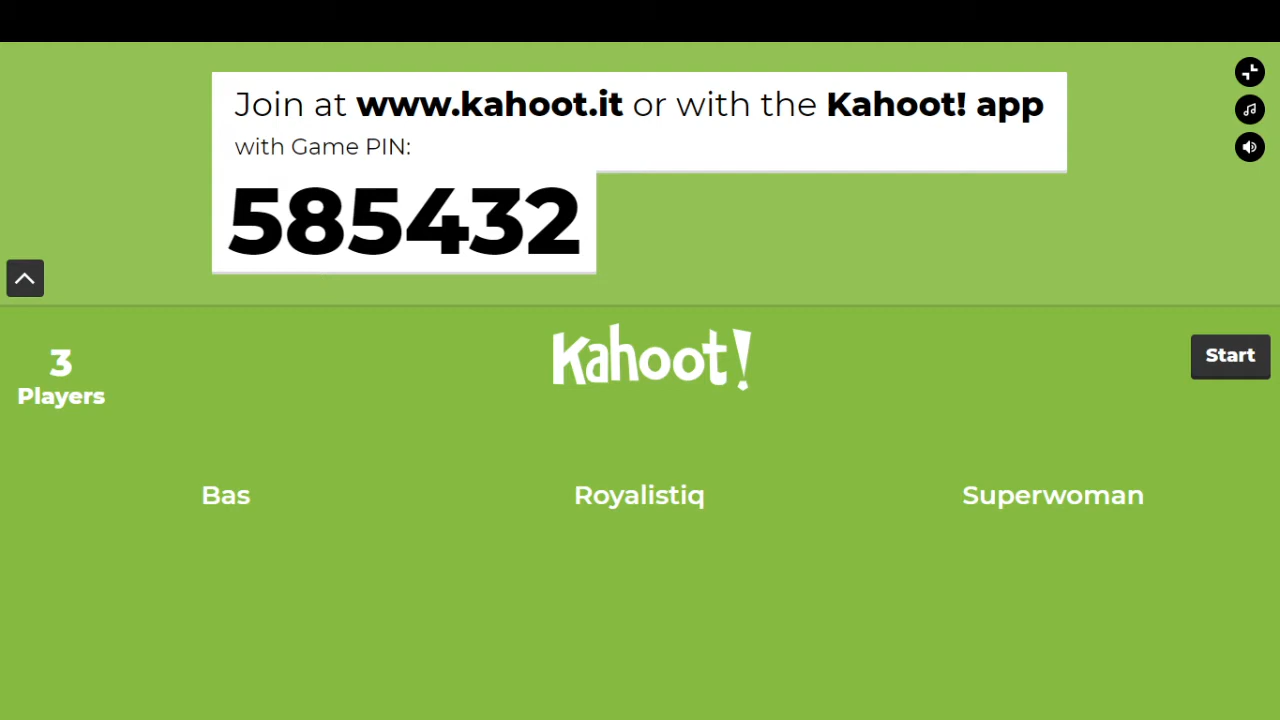 Join at www.kahoot.it or with the Kahoot! app
with Game PIN:
585432
3
Players
Kahoot!
Start
Bas
Royalistiq
Superwoman